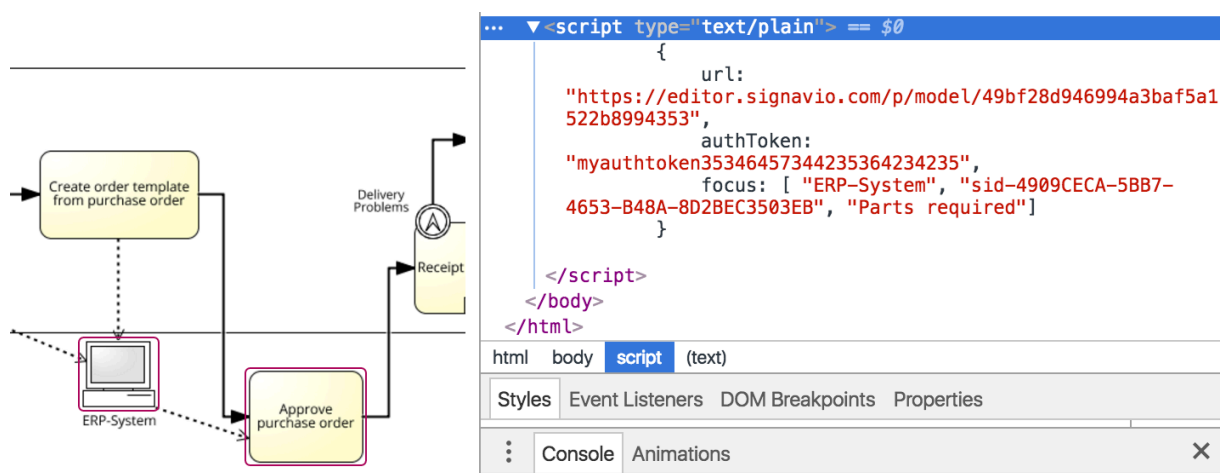 Create order template
from purchase order
Delivery
Problems
Receipt
ERP-System
Approve
purchase order
… ▼<script type="text/plain"> == $0
{
url:
"https://editor.signavio.com/p/model/49bf28d946994a3baf5a1
522b8994353",
authToken:
"myauthtoken35346457344235364234235",
focus: [ "ERP-System", "sid-4909CECA-5BB7-
4653-B48A-8D2BEC3503EB", "Parts required"]
}
</script>
</body>
</html>
html body script (text)
Styles Event Listeners DOM Breakpoints Properties
Console Animations